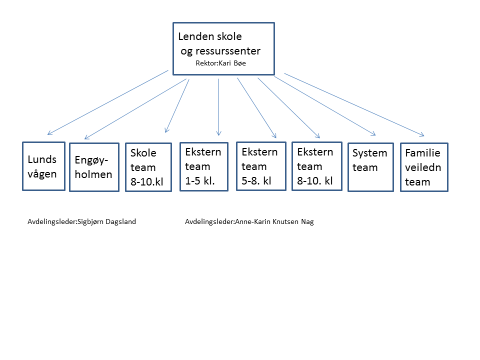 Lenden skole
og ressurssenter
Rektor:Kari Bøe
Lunds
vågen
Engøy-
holmen
Skole
team
8-10.kl
Ekstern
team
1-5 kl.
Ekstern
team
5-8. kl
Ekstern
team
8-10. kl
System
team
Familie
veiledn
team
Avdelingsleder:Sigbjørn Dagsland
Avdelingsleder:Anne-Karin Knutsen Nag